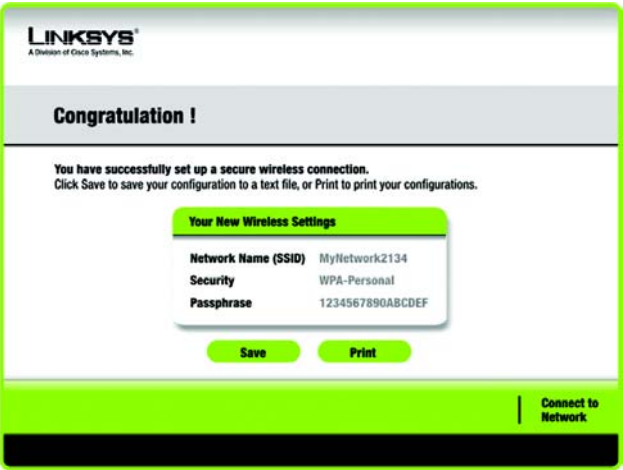 LINKSYS®
A Division of Cisco Systems, Inc.
Congratulation !
You have successfully set up a secure wireless connection.
Click Save to save your configuration to a text file, or Print to print your configurations.
Your New Wireless Settings
Network Name (SSID) MyNetwork2134
Security WPA-Personal
Passphrase 1234567890ABCDEF
Save Print
Connect to
Network